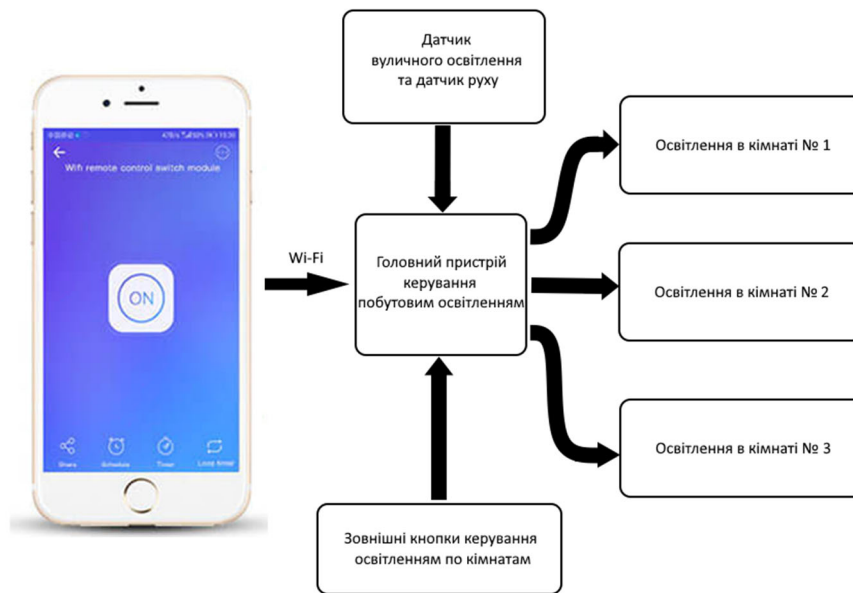 Wifi remote control switch module
ON
Share
Schedule
Timer
Loop timer
Wi-Fi
Датчик
вуличного освітлення
та датчик руху
Головний пристрій
керування
побутовим освітленням
Зовнішні кнопки керування
освітленням по кімнатам
Освітлення в кімнаті № 1
Освітлення в кімнаті № 2
Освітлення в кімнаті № 3